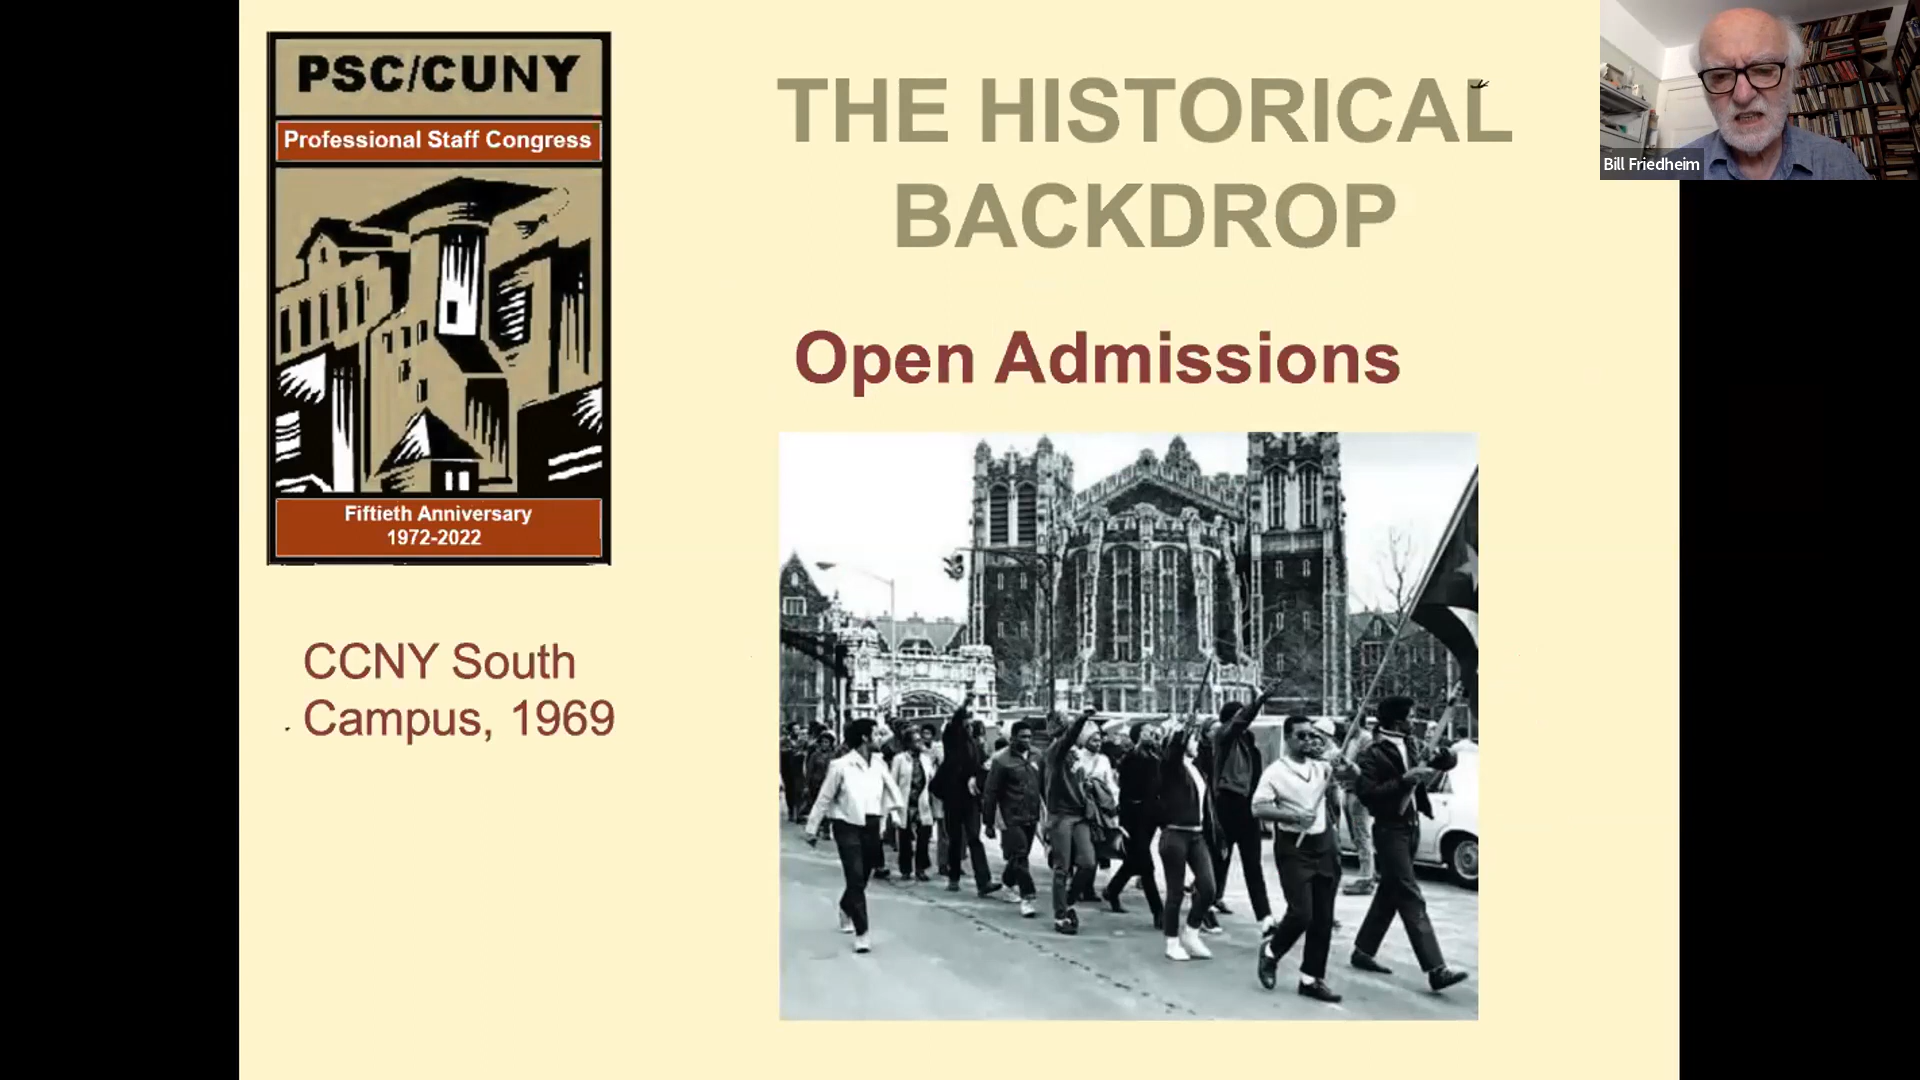 PSC/CUNY
Professional Staff Congress
Fiftieth Anniversary
1972-2022
THE HISTORICAL
BACKDROP
Open Admissions
CCNY South
Campus, 1969
Bill Friedheim